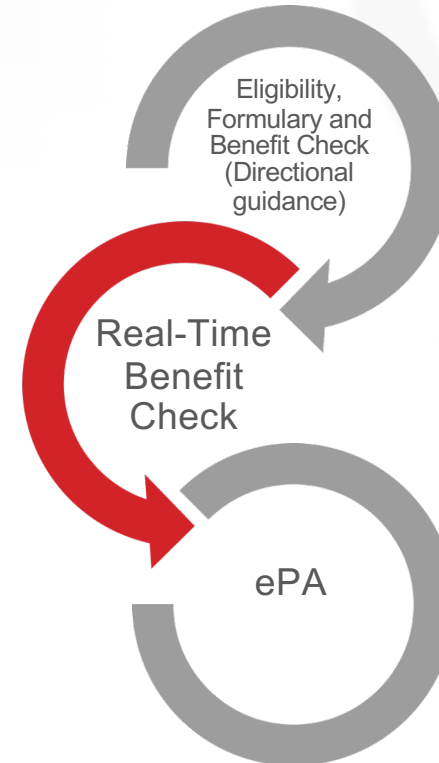 Eligibility,
Formulary and
Benefit Check
(Directional
guidance)
Real-Time
Benefit
Check
ePA